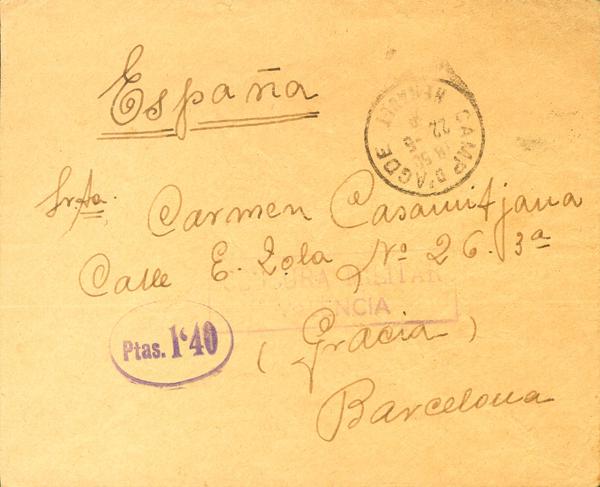 España
CAMP D'AGDE
HERAULT
22
Srta. Carmen Casamitjana
Calle E. Zola Nº 26. 3ª
CENSURA MILITAR
VALENCIA
Ptas. 1'40
(Gracia)
Barcelona